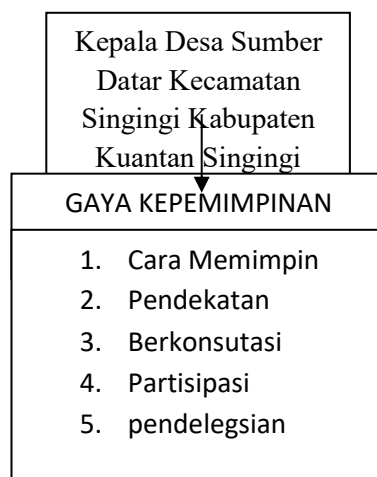 Kepala Desa Sumber
Datar Kecamatan
Singingi Kabupaten
Kuantan Singingi
GAYA KEPEMIMPINAN
1. Cara Memimpin
2. Pendekatan
3. Berkonsutasi
4. Partisipasi
5. pendelegsian